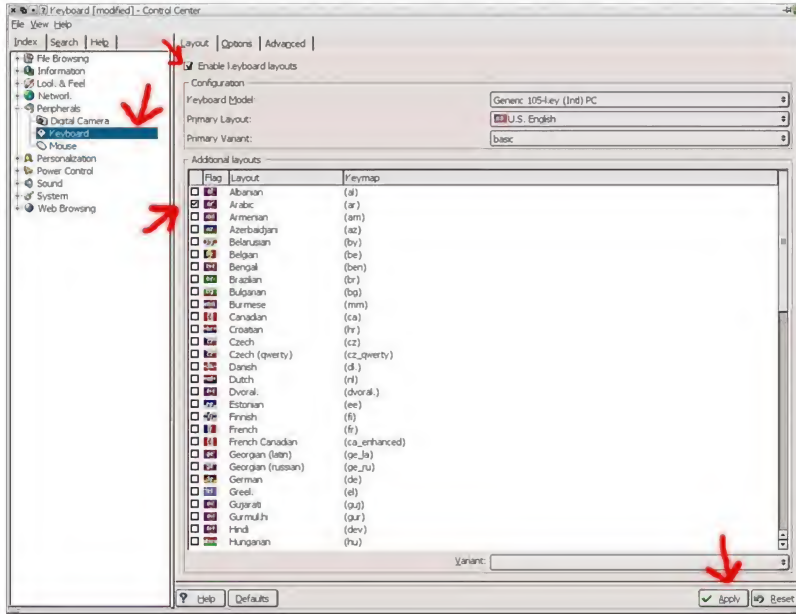 Keyboard [modified] - Control Center
File View Help
Index Search Help
Layout Options Advanced
File Browsing
Information
Look & Feel
Network
Peripherals
Digital Camera
Keyboard
Mouse
Personalization
Power Control
Sound
System
Web Browsing
Enable keyboard layouts
Configuration
Keyboard Model: Generic 105-key (Intl) PC
Primary Layout: U.S. English
Primary Variant: basic
Additional layouts
Flag Layout Keymap
Albanian (al)
Arabic (ar)
Armenian (am)
Azerbaidjani (az)
Belarusian (by)
Belgian (be)
Bengali (ben)
Brazilian (br)
Bulgarian (bg)
Burmese (mm)
Canadian (ca)
Croatian (hr)
Czech (cz)
Czech (qwerty) (cz_qwerty)
Danish (dk)
Dutch (nl)
Dvorak (dvorak)
Estonian (ee)
Finnish (fi)
French (fr)
French Canadian (ca_enhanced)
Georgian (latin) (ge_la)
Georgian (russian) (ge_ru)
German (de)
Greek (el)
Gujarati (guj)
Gurmukhi (gur)
Hindi (dev)
Hungarian (hu)
Variant:
Help Defaults Apply Reset